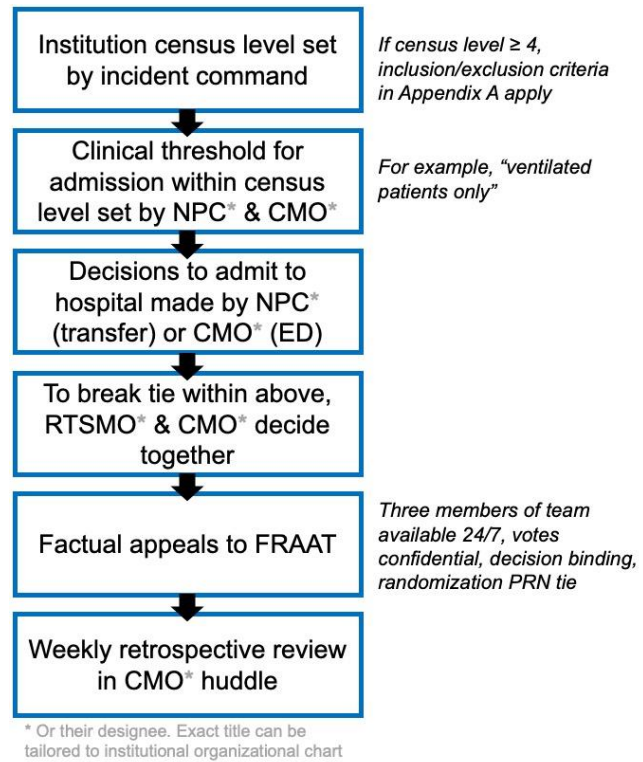 Institution census level set
by incident command
If census level ≥ 4,
inclusion/exclusion criteria
in Appendix A apply
Clinical threshold for
admission within census
level set by NPC* & CMO*
For example, “ventilated
patients only”
Decisions to admit to
hospital made by NPC*
(transfer) or CMO* (ED)
To break tie within above,
RTSMO* & CMO* decide
together
Factual appeals to FRAAT
Three members of team
available 24/7, votes
confidential, decision binding,
randomization PRN tie
Weekly retrospective review
in CMO* huddle
* Or their designee. Exact title can be
tailored to institutional organizational chart